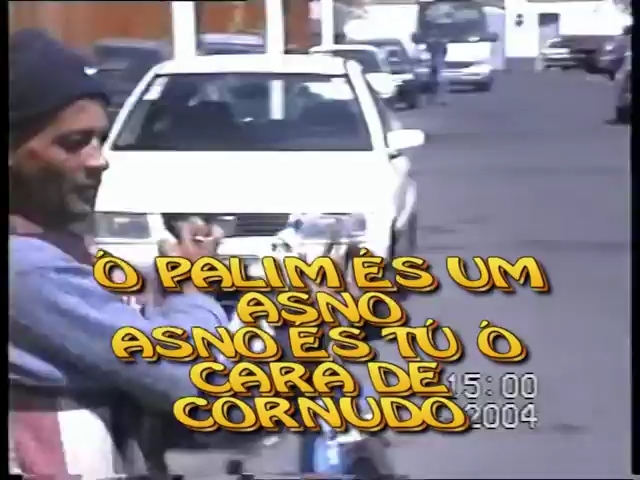 Ó PALIM ÉS UM
ASNO
ASNO ÉS TÚ Ó
CARA DE
CORNUDO
15:00
2004